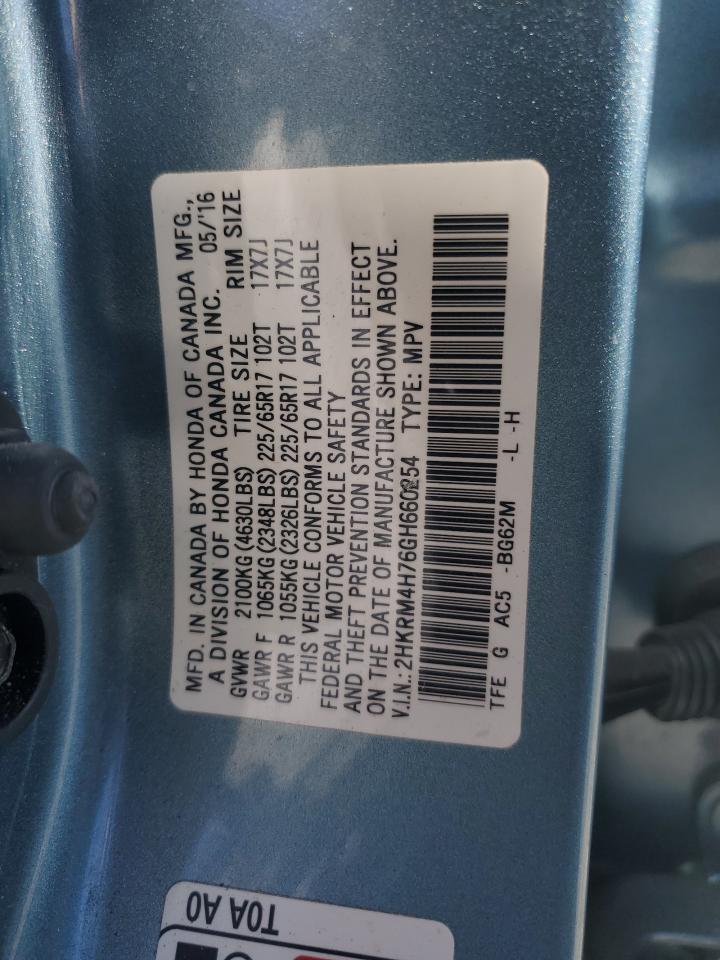 MFD. IN CANADA BY HONDA OF CANADA MFG.,
A DIVISION OF HONDA CANADA INC. 05/'16
GVWR 2100KG (4630LBS) TIRE SIZE RIM SIZE
GAWR F 1065KG (2348LBS) 225/65R17 102T 17X7J
GAWR R 1055KG (2326LBS) 225/65R17 102T 17X7J
THIS VEHICLE CONFORMS TO ALL APPLICABLE
FEDERAL MOTOR VEHICLE SAFETY
AND THEFT PREVENTION STANDARDS IN EFFECT
ON THE DATE OF MANUFACTURE SHOWN ABOVE.
V.I.N.: TYPE: MPV
TFE G AC5 -BG62M -L -H
T0A A0